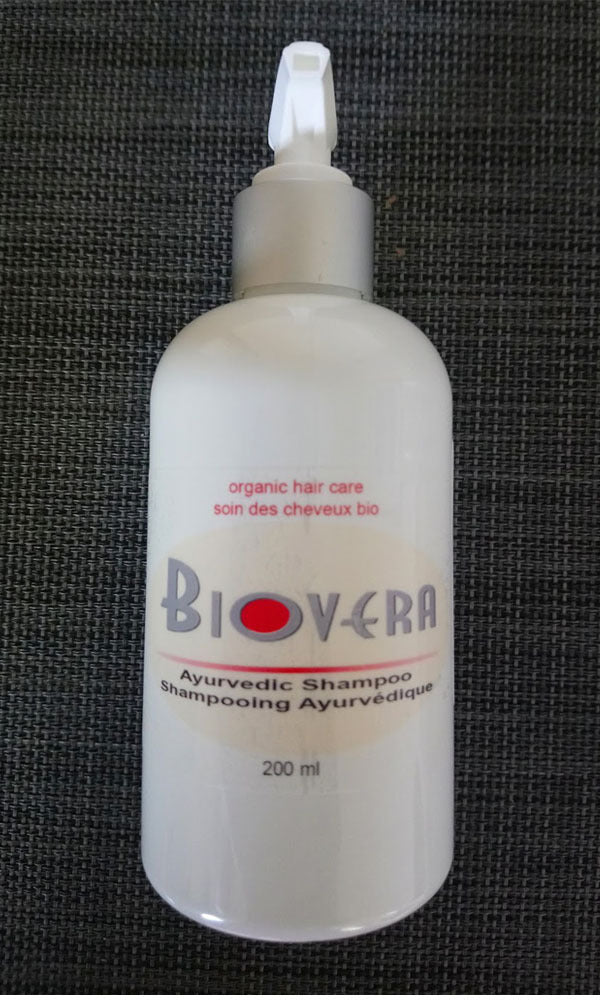 organic hair care
soin des cheveux bio
BIOVERA
Ayurvedic Shampoo
Shampooing Ayurvédique
200 ml